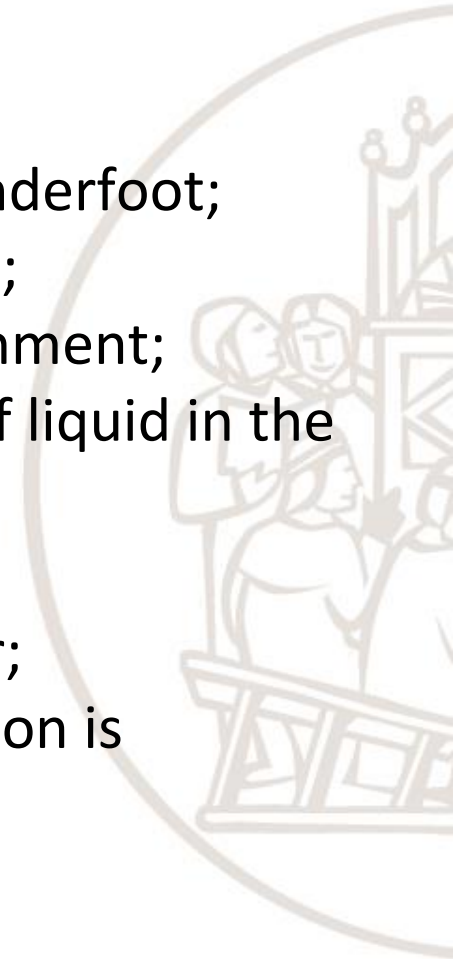 nderfoot;
;
nment;
f liquid in the
r;
on is